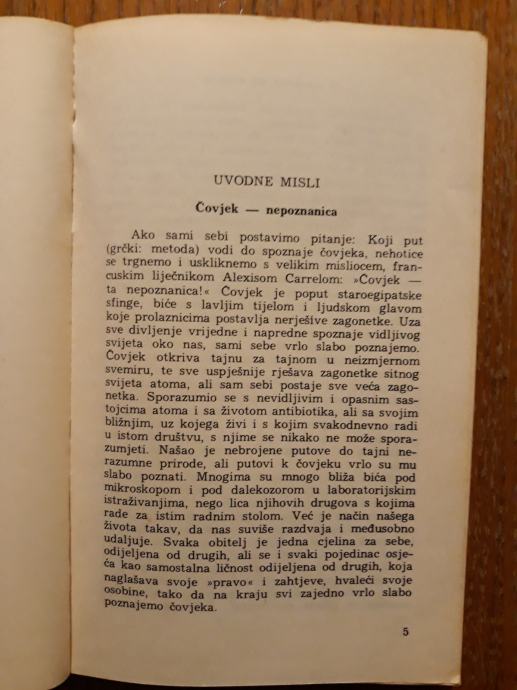 UVODNE MISLI
Čovjek — nepoznanica
Ako sami sebi postavimo pitanje: Koji put
(grčki: metoda) vodi do spoznaje čovjeka, nehotice
se trgnemo i uskliknemo s velikim misliocem, fran-
cuskim liječnikom Alexisom Carrelom: »Čovjek —
ta nepoznanica!« Čovjek je poput staroegipatske
sfinge, biće s lavljim tijelom i ljudskom glavom
koje prolaznicima postavlja nerješive zagonetke. Uza
sve divljenje vrijedne i napredne spoznaje vidljivog
svijeta oko nas, sami sebe vrlo slabo poznajemo.
Čovjek otkriva tajnu za tajnom u neizmjernom
svemiru, te sve uspješnije rješava zagonetke sitnog
svijeta atoma, ali sam sebi postaje sve veća zago-
netka. Sporazumio se s nevidljivim i opasnim sas-
tojcima atoma i sa životom antibiotika, ali sa svojim
bližnjim, uz kojega živi i s kojim svakodnevno radi
u istom društvu, s njime se nikako ne može spora-
zumjeti. Našao je nebrojene putove do tajni ne-
razumne prirode, ali putovi k čovjeku vrlo su mu
slabo poznati. Mnogima su mnogo bliža bića pod
mikroskopom i pod dalekozorom u laboratorijskim
istraživanjima, nego lica njihovih drugova s kojima
rade za istim radnim stolom. Već je način našega
života takav, da nas suviše razdvaja i međusobno
udaljuje. Svaka obitelj je jedna cjelina za sebe,
odijeljena od drugih, ali se i svaki pojedinac osje-
ća kao samostalna ličnost odijeljena od drugih, koja
naglašava svoje »pravo« i zahtjeve, hvaleći svoje
osobine, tako da na kraju svi zajedno vrlo slabo
poznajemo čovjeka.
5